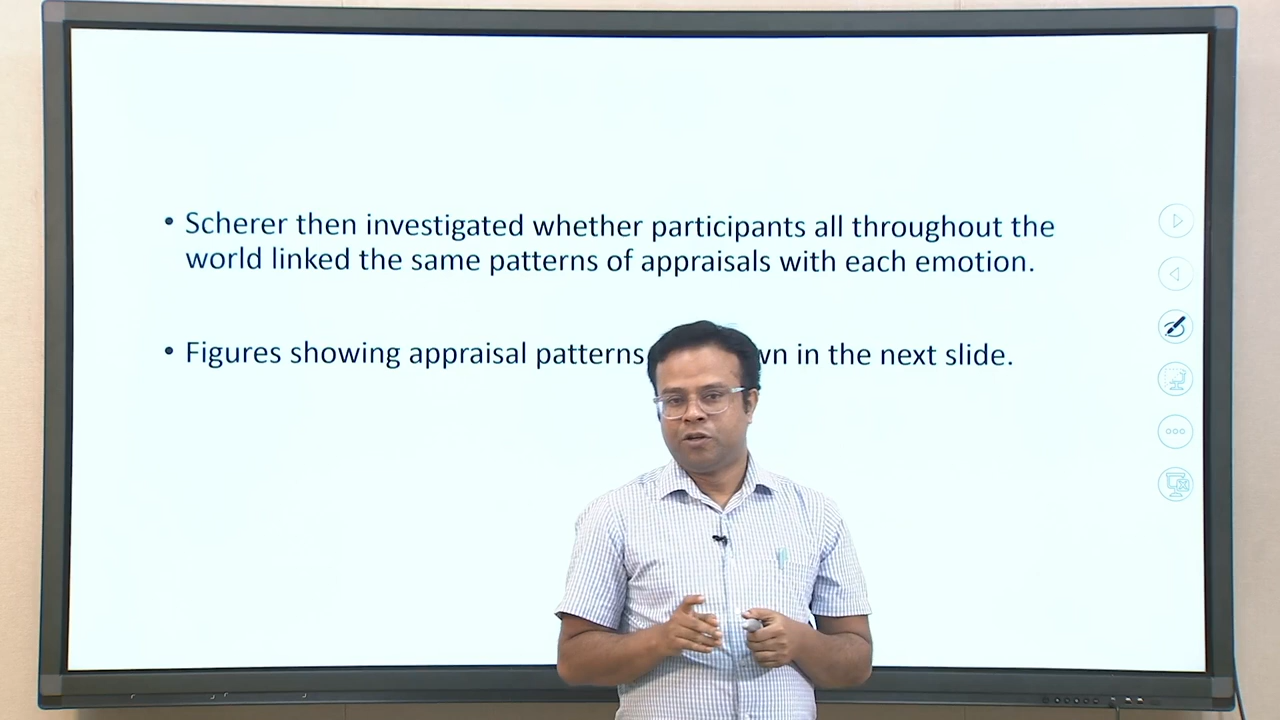 • Scherer then investigated whether participants all throughout the
world linked the same patterns of appraisals with each emotion.
• Figures showing appraisal patterns in the next slide.